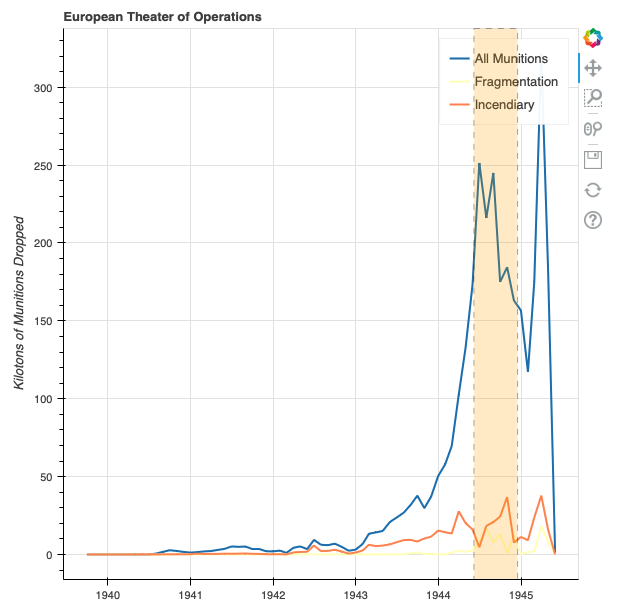 European Theater of Operations
All Munitions
Fragmentation
Incendiary
Kilotons of Munitions Dropped
300
250
200
150
100
50
0
1940 1941 1942 1943 1944 1945